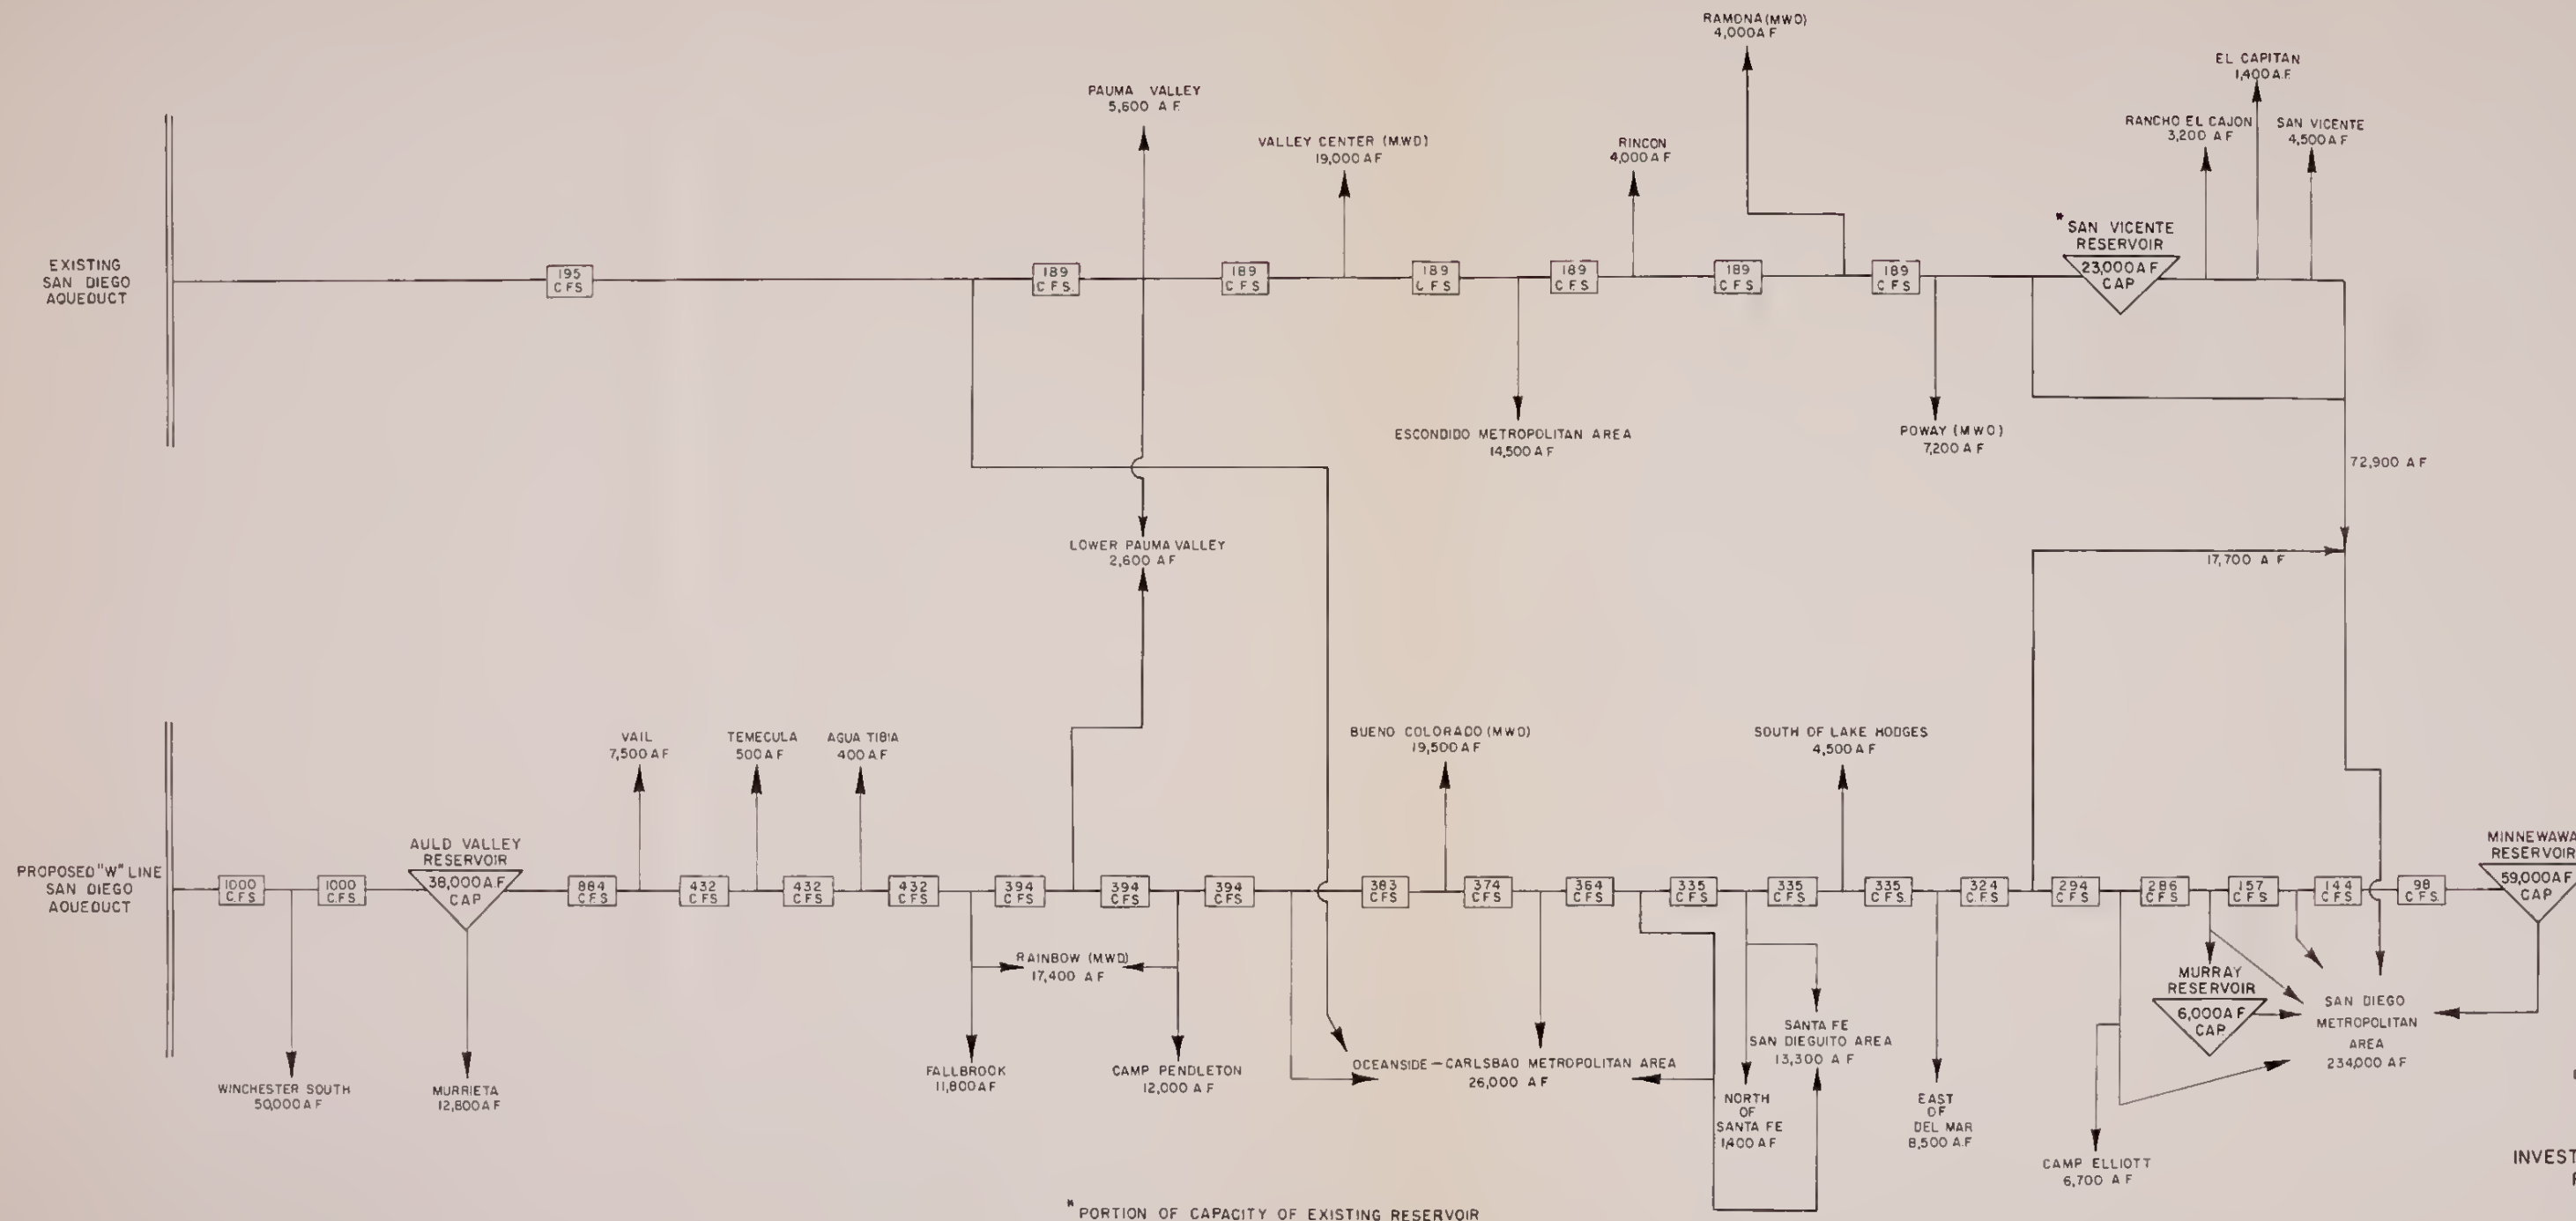 RAMONA (MWD)
4,000 A F
EL CAPITAN
1,400 A.F.
PAUMA VALLEY
5,600 A F.
RANCHO EL CAJON
3,200 A F
SAN VICENTE
4,500 A F
VALLEY CENTER (M.W.D)
19,000 A F
RINCON
4,000 A F
* SAN VICENTE
RESERVOIR
23,000 A F
CAP
EXISTING
SAN DIEGO
AQUEDUCT
195
C F S
189
C F S.
189
C F S
189
C F S
189
C F S
189
C F S
189
C F S
ESCONDIDO METROPOLITAN AREA
14,500 A F
POWAY (M W D)
7,200 A F
72,900 A F
LOWER PAUMA VALLEY
2,600 A F
17,700 A F
VAIL
7,500 A F
TEMECULA
500 A F
AGUA TIBIA
400 A F
BUENO COLORADO (MWD)
19,500 A F
SOUTH OF LAKE HODGES
4,500 A F
PROPOSED "W" LINE
SAN DIEGO
AQUEDUCT
1000
C.F S
1000
C F S
AULD VALLEY
RESERVOIR
38,000 A.F
CAP
884
C F S
432
C F S
432
C F S
432
C F S
394
C F S
394
C F S
394
C F S
383
C F S
374
C F S
364
C F S
335
C F S
335
C F S
335
C F S.
324
C.F S
294
C F S
286
C F S
157
C F S
144
C F S
98
C F S.
MINNEWAWA
RESERVOIR
59,000 A F
CAP
RAINBOW (MWD)
17,400 A F
MURRAY
RESERVOIR
6,000 A F
CAP
SAN DIEGO
METROPOLITAN
AREA
234,000 A F
WINCHESTER SOUTH
50,000 A F
MURRIETA
12,800 A F
FALLBROOK
11,800 A F
CAMP PENDLETON
12,000 A F
OCEANSIDE — CARLSBAD METROPOLITAN AREA
26,000 A F
SANTA FE
SAN DIEGUITO AREA
13,300 A F
NORTH
OF
SANTA FE
1,400 A F
EAST
OF
DEL MAR
8,500 A.F
CAMP ELLIOTT
6,700 A F
INVEST
* PORTION OF CAPACITY OF EXISTING RESERVOIR